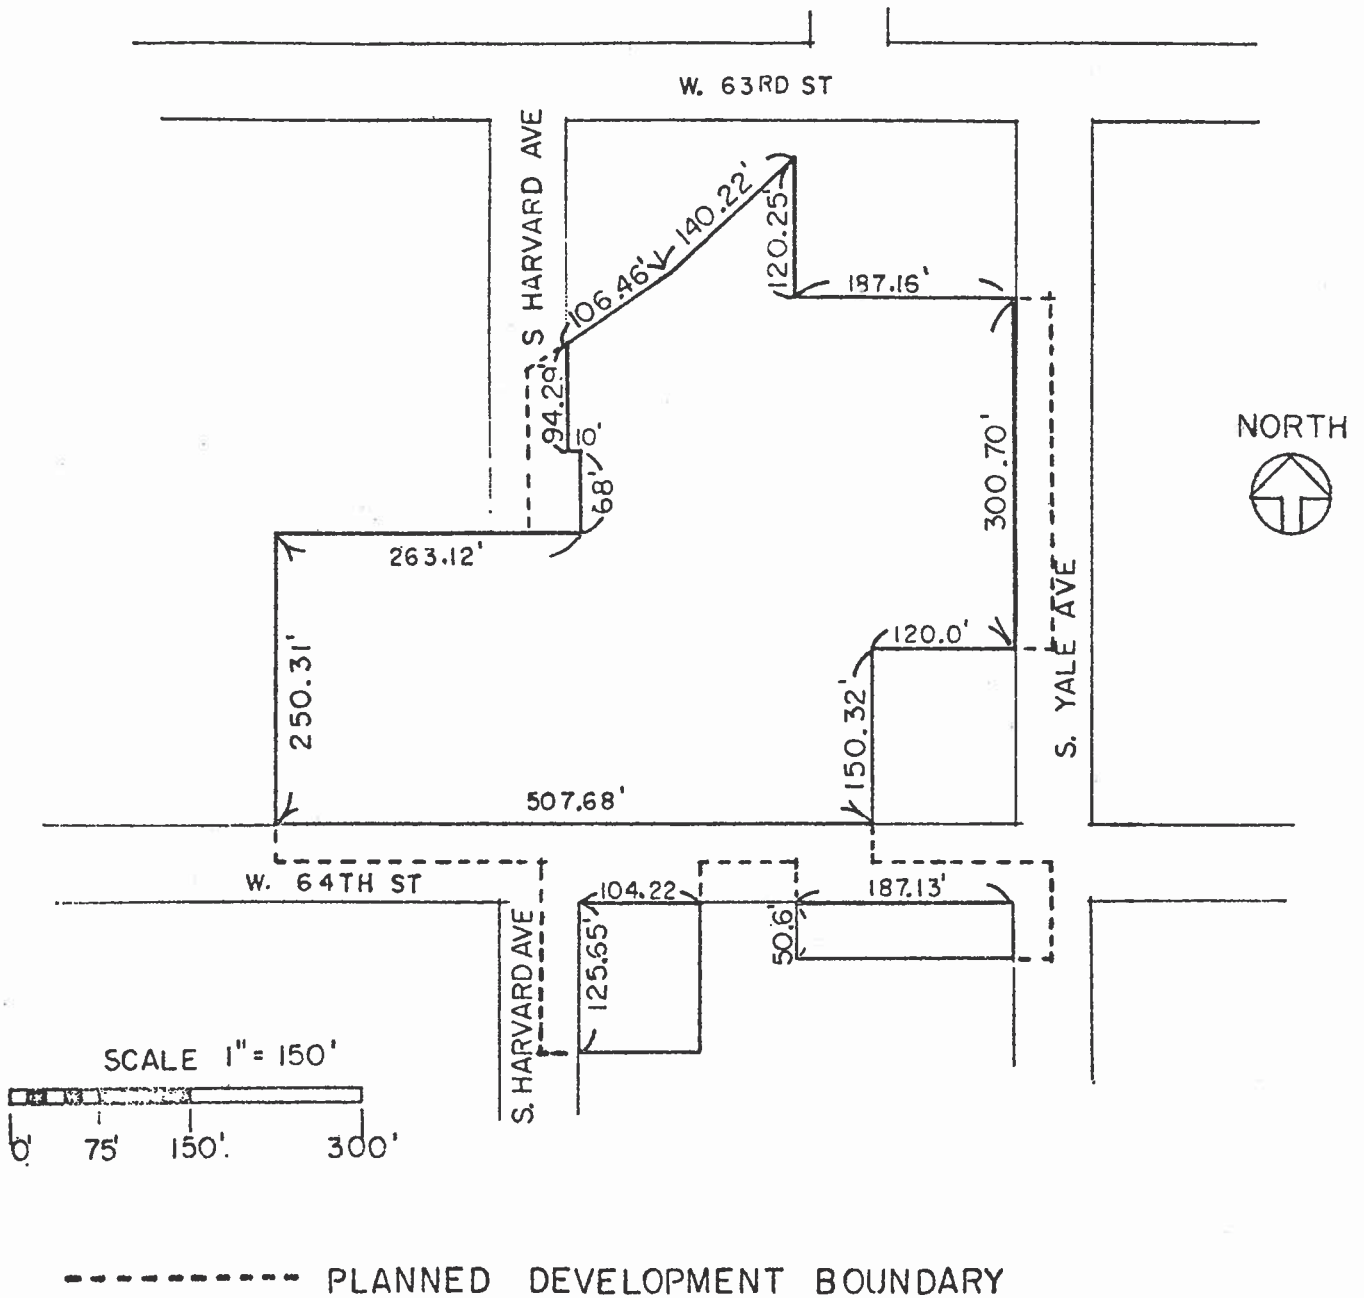 W. 63RD ST
S HARVARD AVE
140.22'
106.46'
120.25'
187.16'
94.29'
10'
68'
300.70'
NORTH
263.12'
120.0'
250.31'
150.32'
S. YALE AVE
507.68'
W. 64TH ST
104.22
187.13'
50.6'
125.65'
S. HARVARD AVE
SCALE 1" = 150'
0' 75' 150'. 300'
PLANNED DEVELOPMENT BOUNDARY